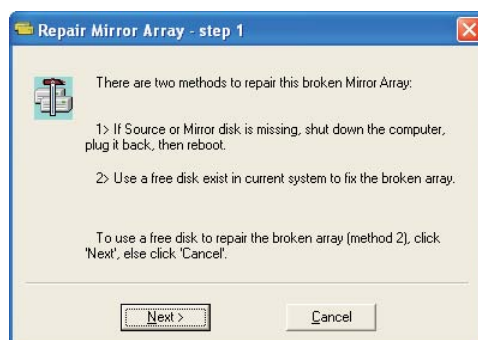 Repair Mirror Array - step 1
There are two methods to repair this broken Mirror Array:
1> If Source or Mirror disk is missing, shut down the computer,
plug it back, then reboot.
2> Use a free disk exist in current system to fix the broken array.
To use a free disk to repair the broken array (method 2), click
'Next', else click 'Cancel'.
Next > Cancel